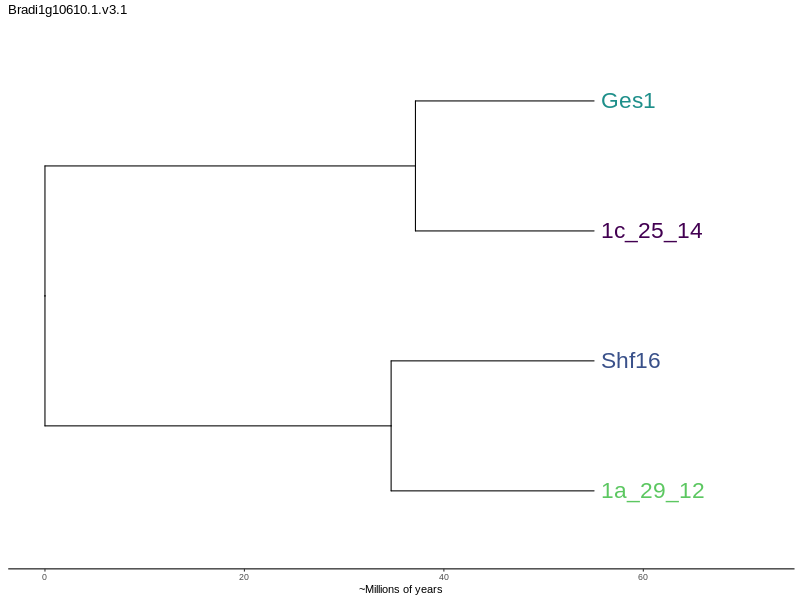 Bradi1g10610.1.v3.1
Ges1
1c_25_14
Shf16
1a_29_12
0 20 40 60
~Millions of years